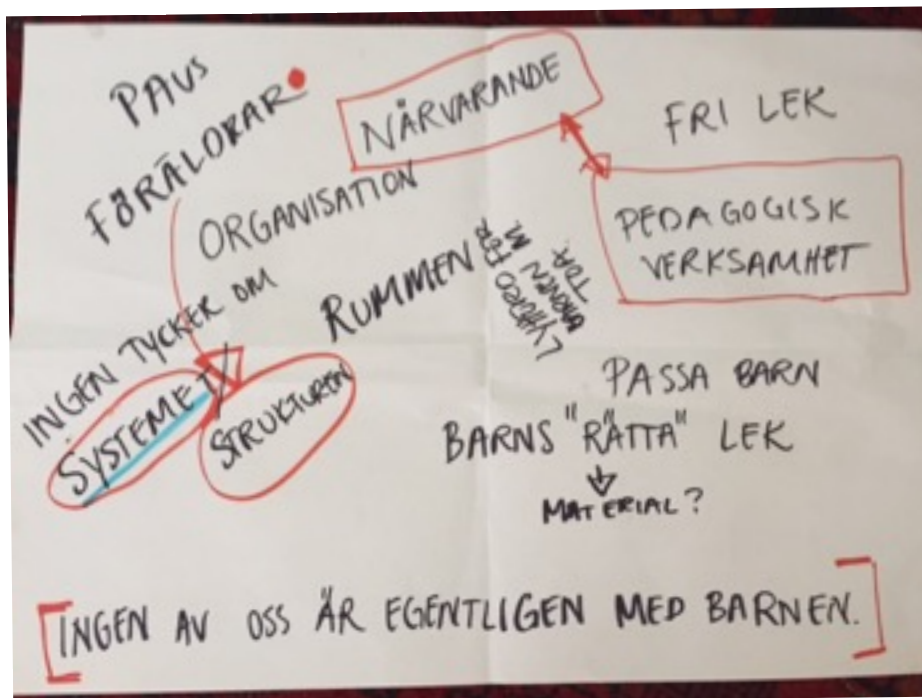 PAUS
FÖRÄLDRAR
NÄRVARANDE
FRI LEK
ORGANISATION
PEDAGOGISK
VERKSAMHET
RUMMEN
BARNEN M.
INGEN TYCKER OM
SYSTEMET/
STRUKTUREN
PASSA BARN
BARNS "RÄTTA" LEK
MATERIAL?
[INGEN AV OSS ÄR EGENTLIGEN MED BARNEN.]